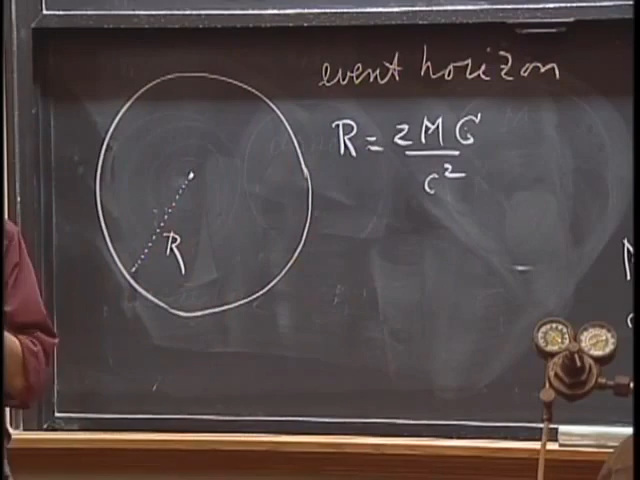 event horizon
R = 2MG
c²
R